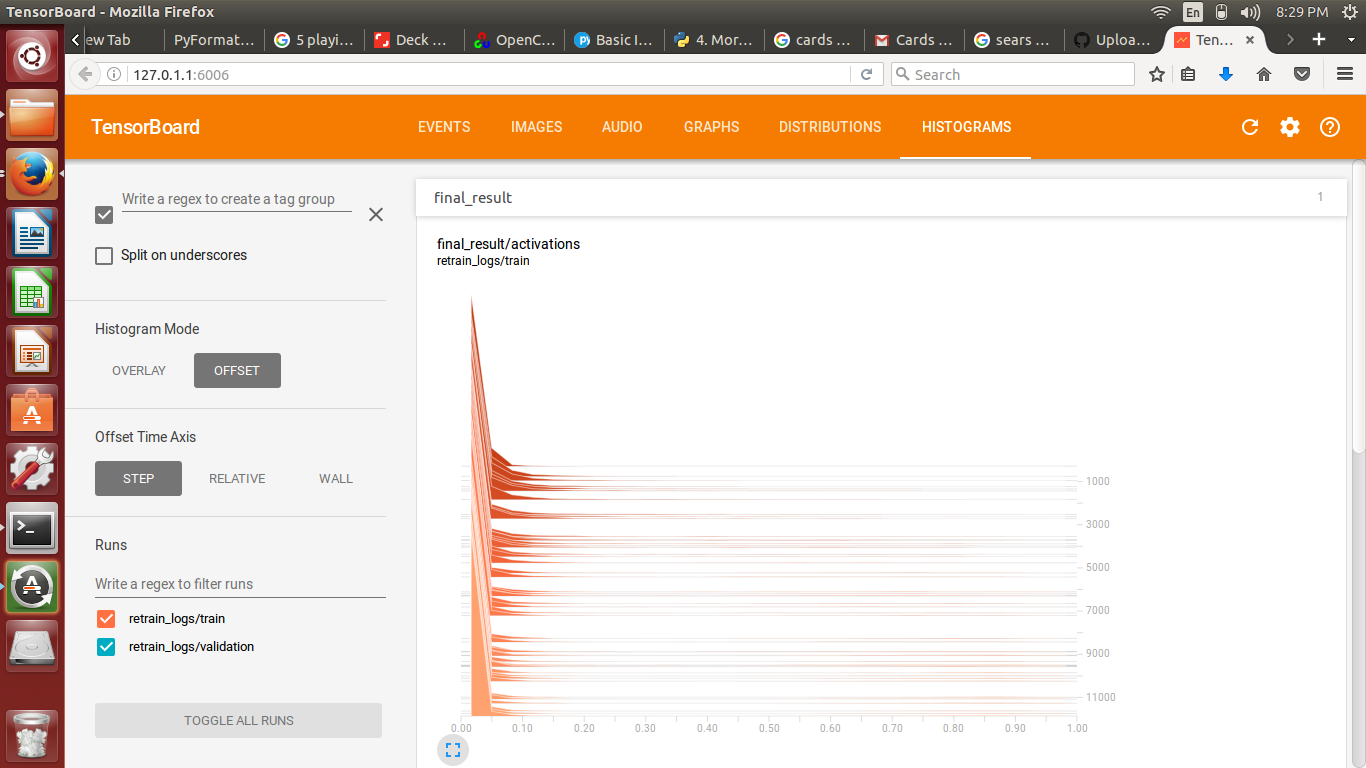 TensorBoard - Mozilla Firefox
En
8:29 PM
ew Tab
PyFormat...
5 playi...
Deck ...
OpenC...
Basic I...
4. Mor...
cards ...
Cards ...
sears ...
Uploa...
Ten...
127.0.1.1:6006
Search
TensorBoard
EVENTS
IMAGES
AUDIO
GRAPHS
DISTRIBUTIONS
HISTOGRAMS
Write a regex to create a tag group
Split on underscores
Histogram Mode
OVERLAY
OFFSET
Offset Time Axis
STEP
RELATIVE
WALL
Runs
Write a regex to filter runs
retrain_logs/train
retrain_logs/validation
TOGGLE ALL RUNS
final_result
1
final_result/activations
retrain_logs/train
1000
3000
5000
7000
9000
11000
0.00 0.10 0.20 0.30 0.40 0.50 0.60 0.70 0.80 0.90 1.00